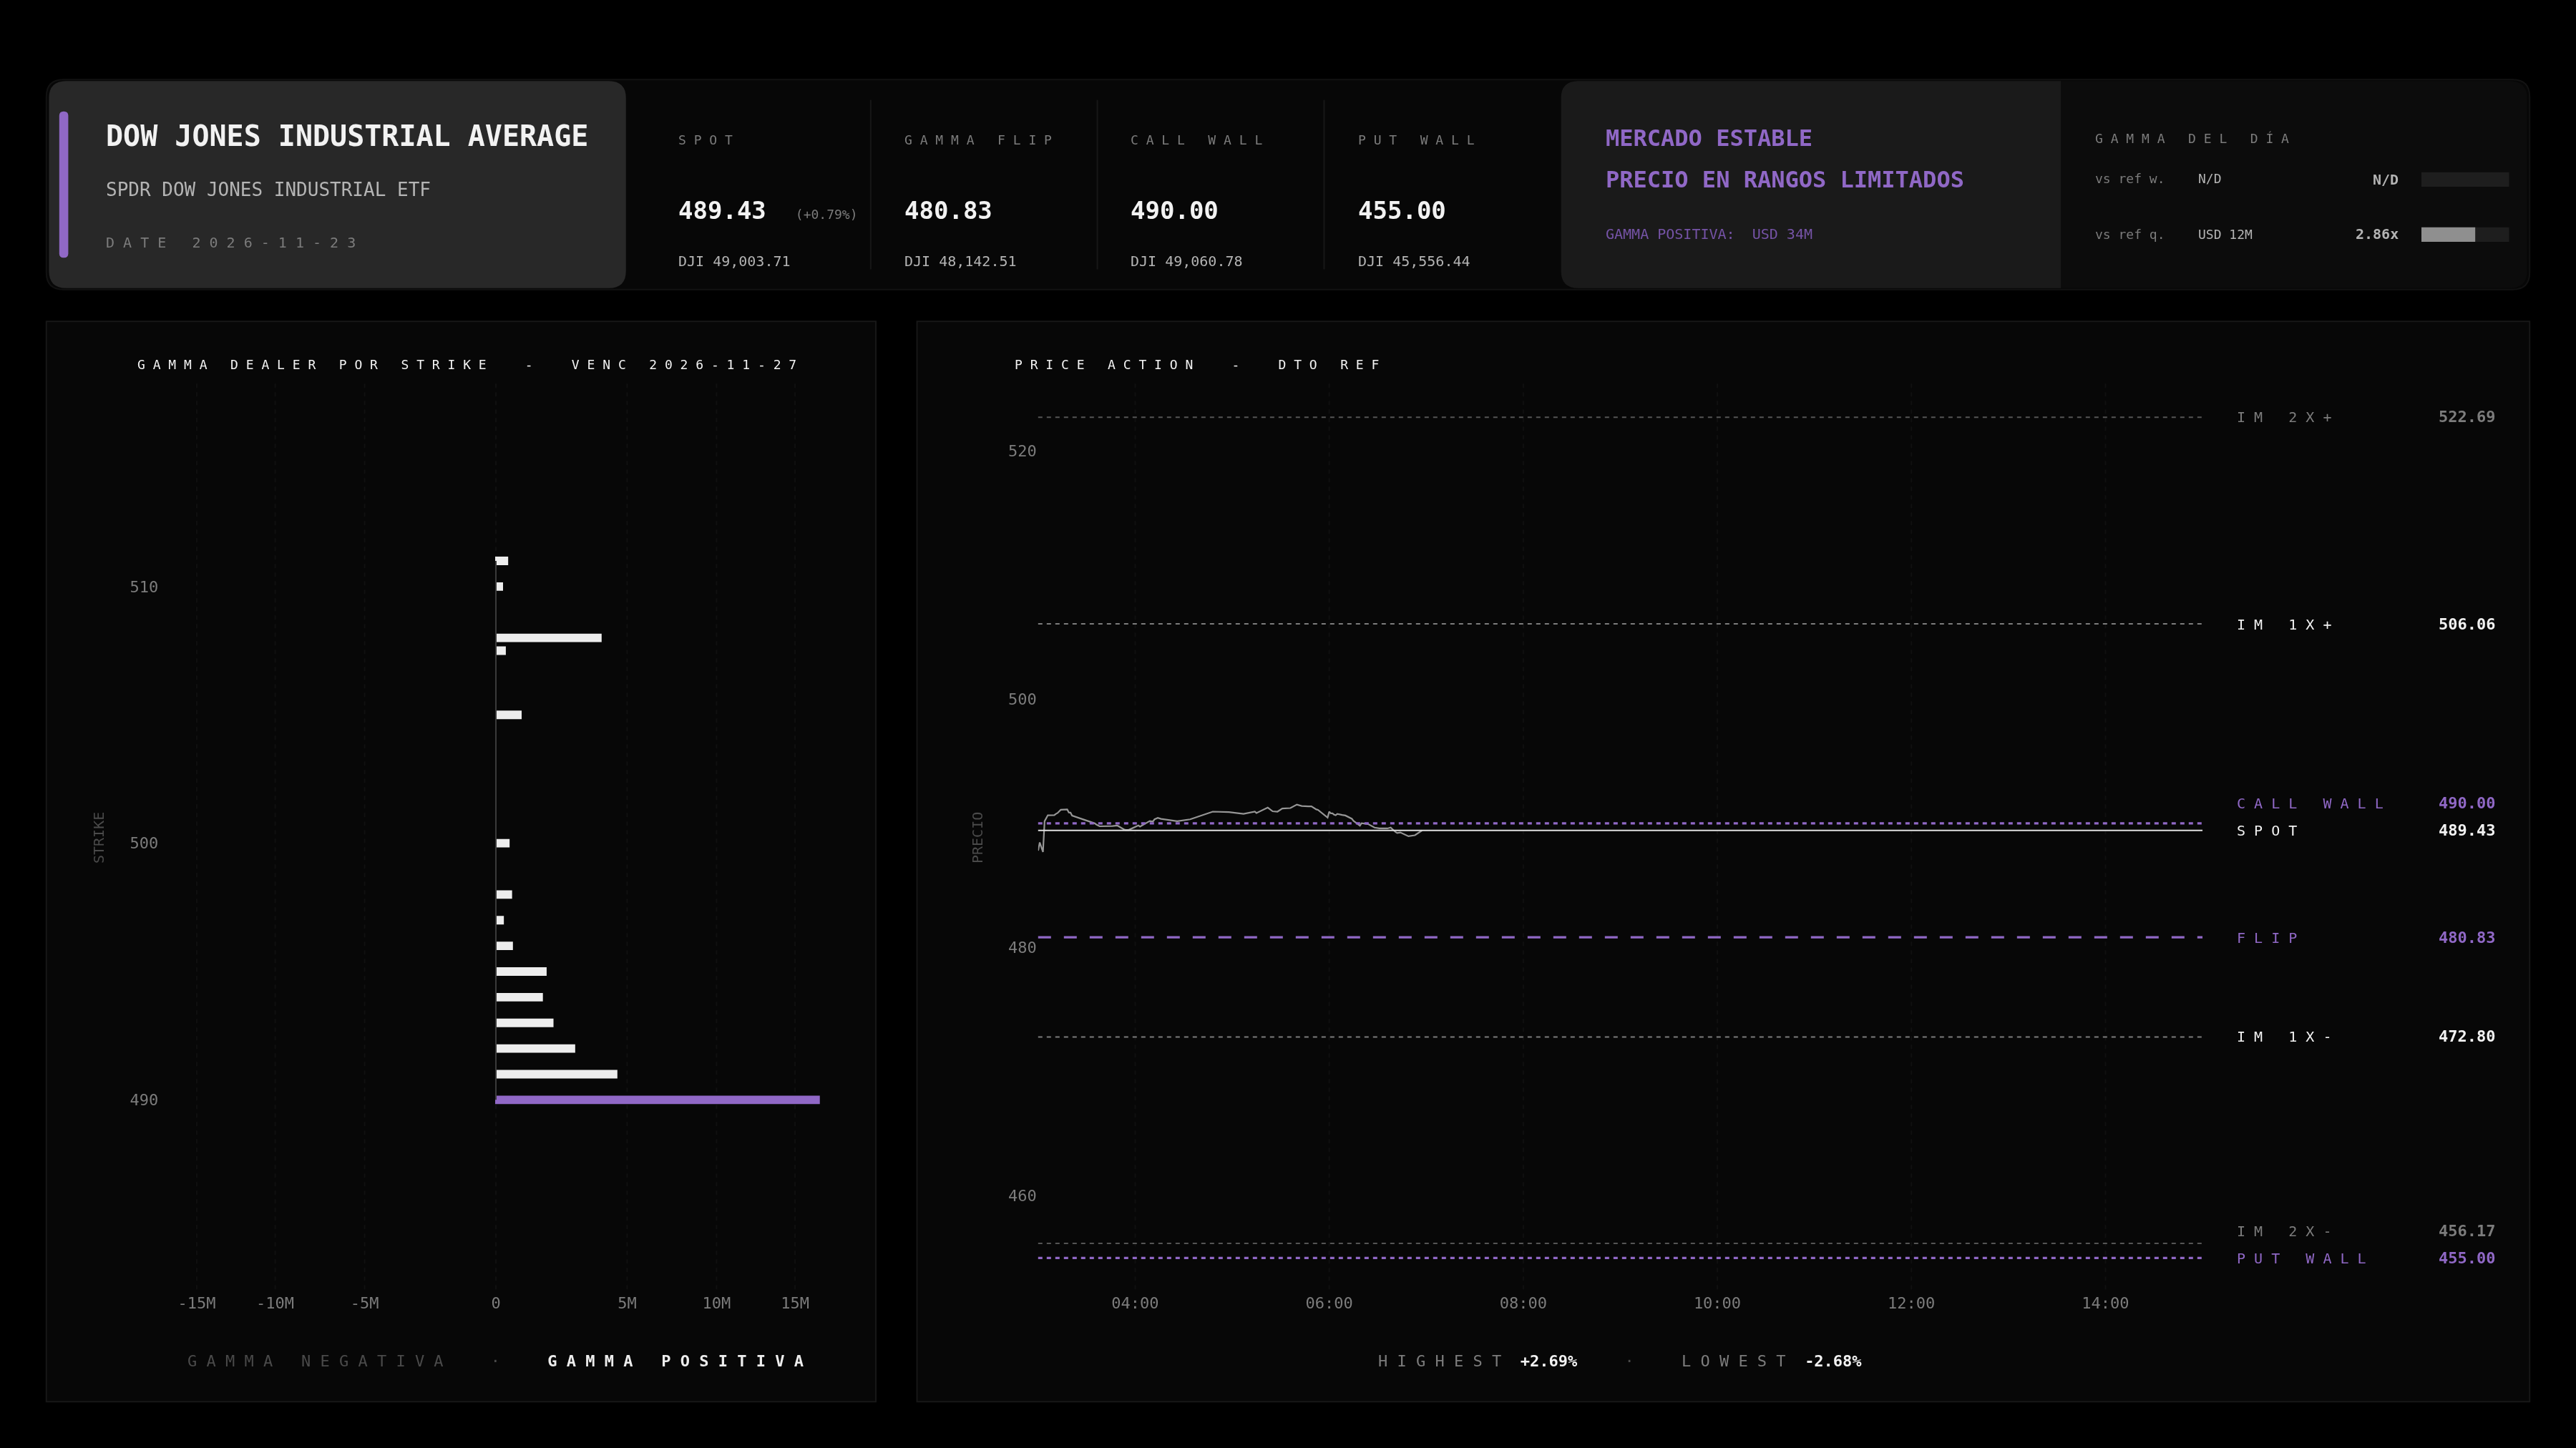 DOW JONES INDUSTRIAL AVERAGE
SPDR DOW JONES INDUSTRIAL ETF
DATE 2026-11-23
SPOT
489.43 (+0.79%)
DJI 49,003.71
GAMMA FLIP
480.83
DJI 48,142.51
CALL WALL
490.00
DJI 49,060.78
PUT WALL
455.00
DJI 45,556.44
MERCADO ESTABLE
PRECIO EN RANGOS LIMITADOS
GAMMA POSITIVA: USD 34M
GAMMA DEL DÍA
vs ref w. N/D N/D
vs ref q. USD 12M 2.86x
GAMMA DEALER POR STRIKE - VENC 2026-11-27
STRIKE
510
500
490
-15M -10M -5M 0 5M 10M 15M
GAMMA NEGATIVA · GAMMA POSITIVA
PRICE ACTION - DTO REF
PRECIO
520
500
480
460
IM 2X+ 522.69
IM 1X+ 506.06
CALL WALL 490.00
SPOT 489.43
FLIP 480.83
IM 1X- 472.80
IM 2X- 456.17
PUT WALL 455.00
04:00 06:00 08:00 10:00 12:00 14:00
HIGHEST +2.69% · LOWEST -2.68%